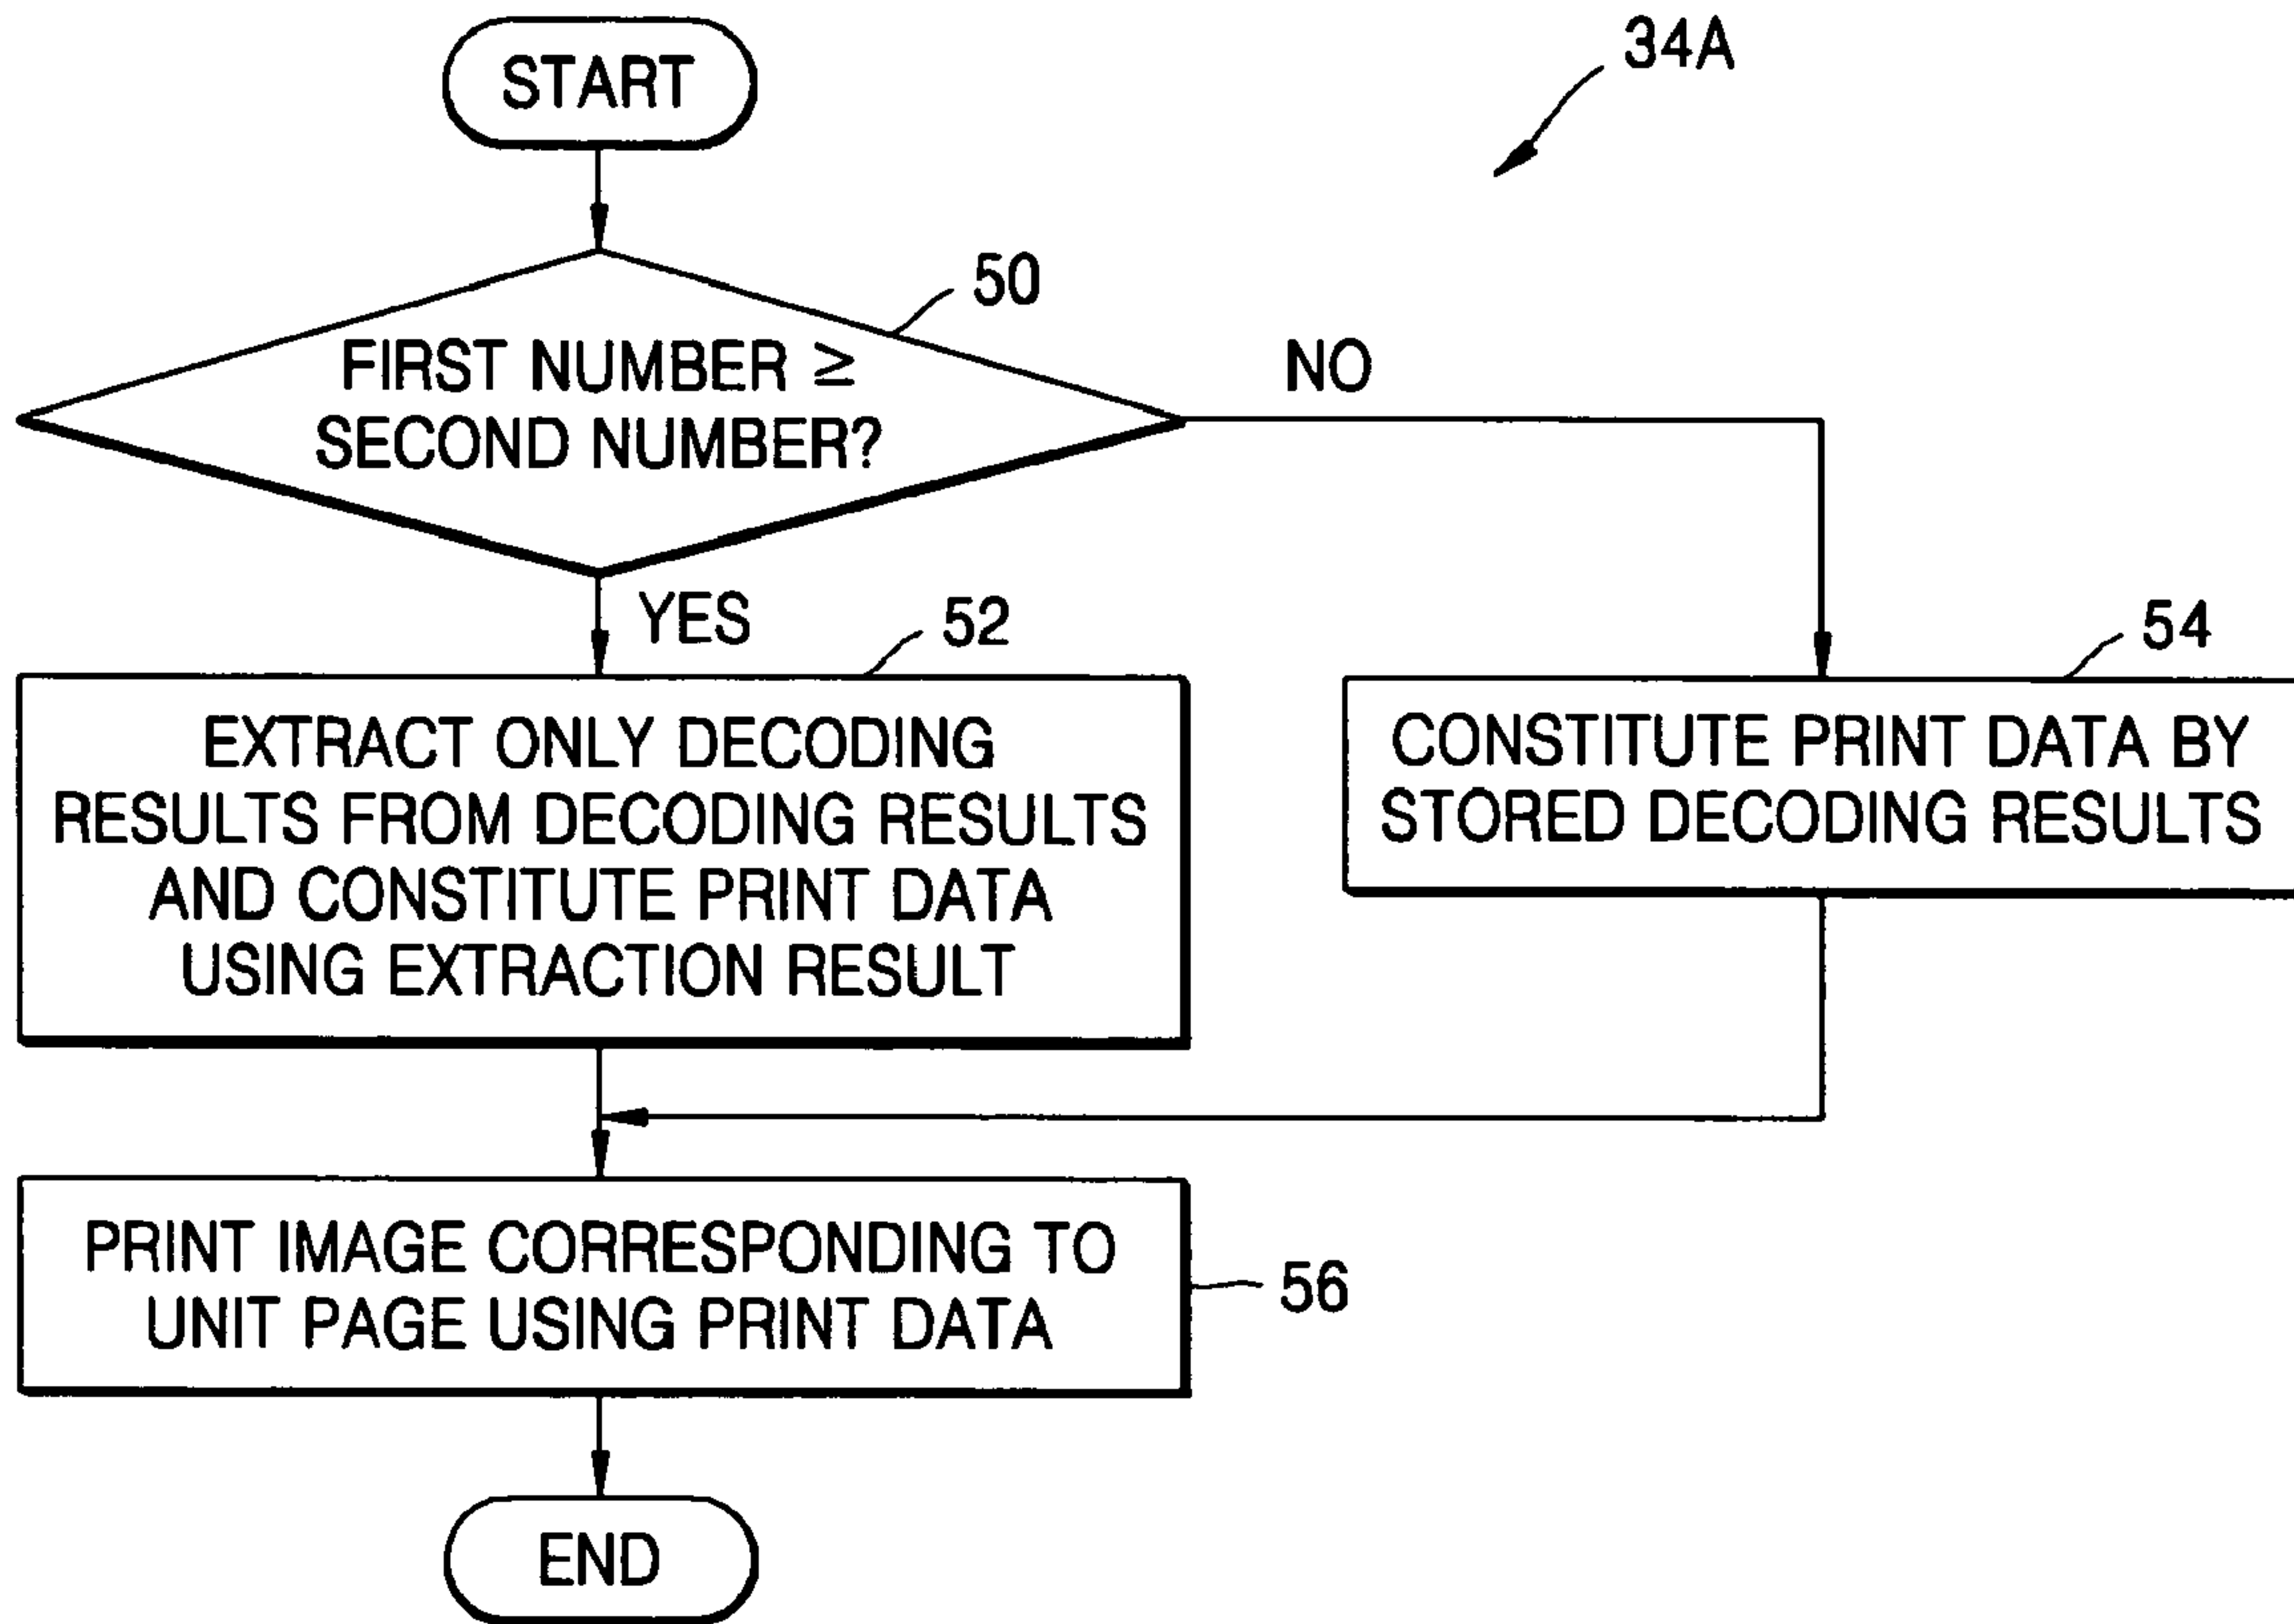 START
34A
50
FIRST NUMBER ≥
SECOND NUMBER?
NO
YES
52
EXTRACT ONLY DECODING
RESULTS FROM DECODING RESULTS
AND CONSTITUTE PRINT DATA
USING EXTRACTION RESULT
54
CONSTITUTE PRINT DATA BY
STORED DECODING RESULTS
PRINT IMAGE CORRESPONDING TO
UNIT PAGE USING PRINT DATA
56
END